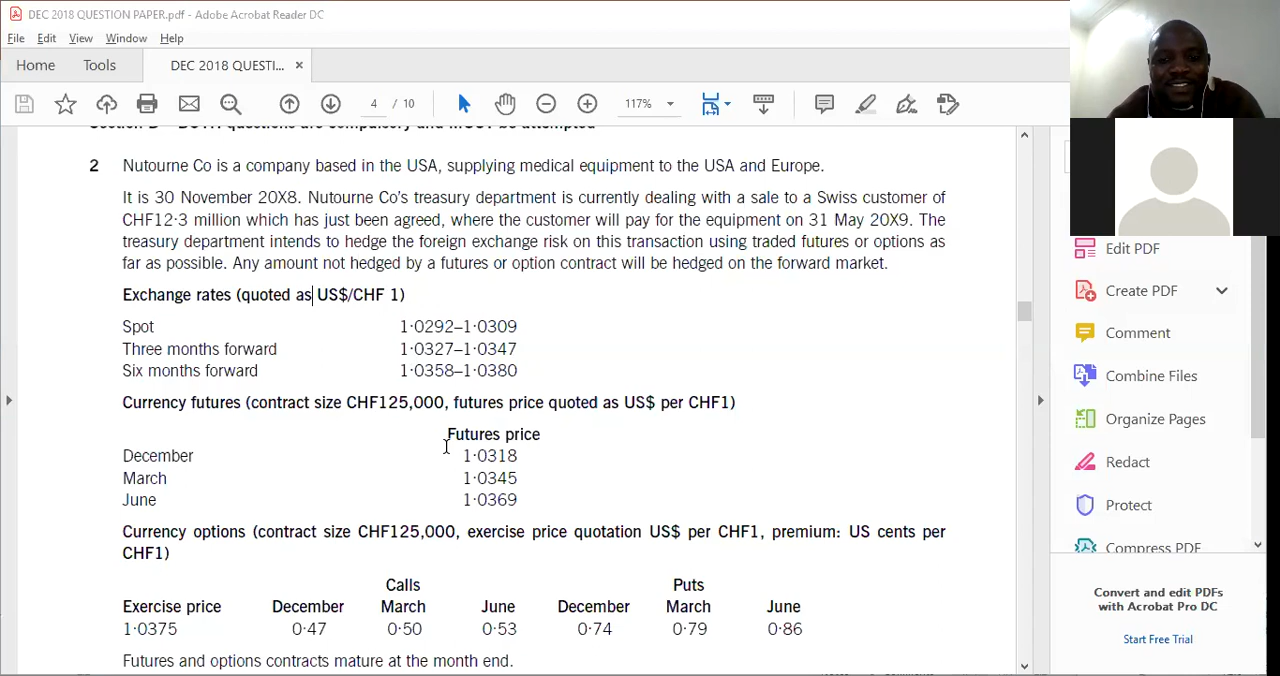 DEC 2018 QUESTION PAPER.pdf - Adobe Acrobat Reader DC
File Edit View Window Help
Home Tools DEC 2018 QUESTI... ×
4 / 10 117%
2 Nutourne Co is a company based in the USA, supplying medical equipment to the USA and Europe.
It is 30 November 20X8. Nutourne Co's treasury department is currently dealing with a sale to a Swiss customer of
CHF12·3 million which has just been agreed, where the customer will pay for the equipment on 31 May 20X9. The
treasury department intends to hedge the foreign exchange risk on this transaction using traded futures or options as
far as possible. Any amount not hedged by a futures or option contract will be hedged on the forward market.
Exchange rates (quoted as US$/CHF 1)
Spot 1·0292–1·0309
Three months forward 1·0327–1·0347
Six months forward 1·0358–1·0380
Currency futures (contract size CHF125,000, futures price quoted as US$ per CHF1)
Futures price
December 1·0318
March 1·0345
June 1·0369
Currency options (contract size CHF125,000, exercise price quotation US$ per CHF1, premium: US cents per
CHF1)
Calls Puts
Exercise price December March June December March June
1·0375 0·47 0·50 0·53 0·74 0·79 0·86
Futures and options contracts mature at the month end.
Edit PDF
Create PDF
Comment
Combine Files
Organize Pages
Redact
Protect
Compress PDF
Convert and edit PDFs
with Acrobat Pro DC
Start Free Trial